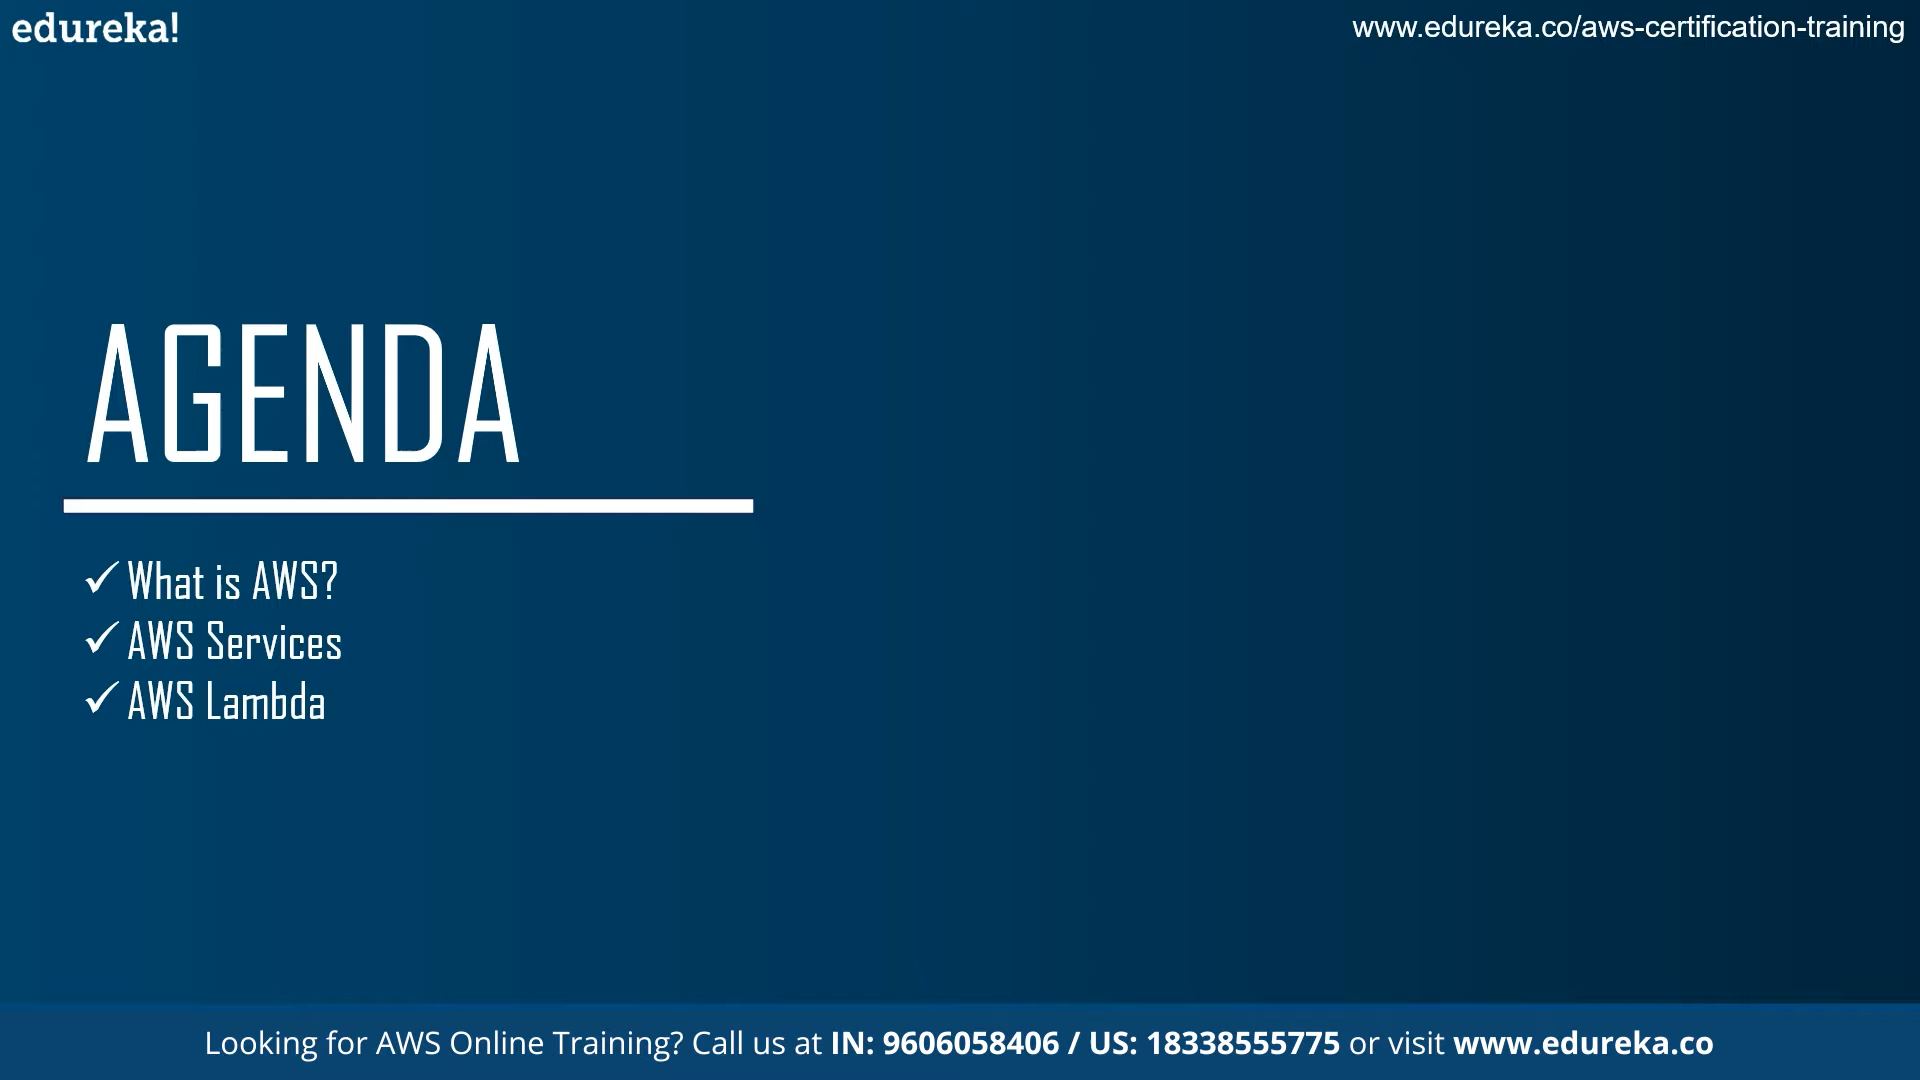 edureka!
www.edureka.co/aws-certification-training
AGENDA
✓ What is AWS?
✓ AWS Services
✓ AWS Lambda
Looking for AWS Online Training? Call us at IN: 9606058406 / US: 18338555775 or visit www.edureka.co